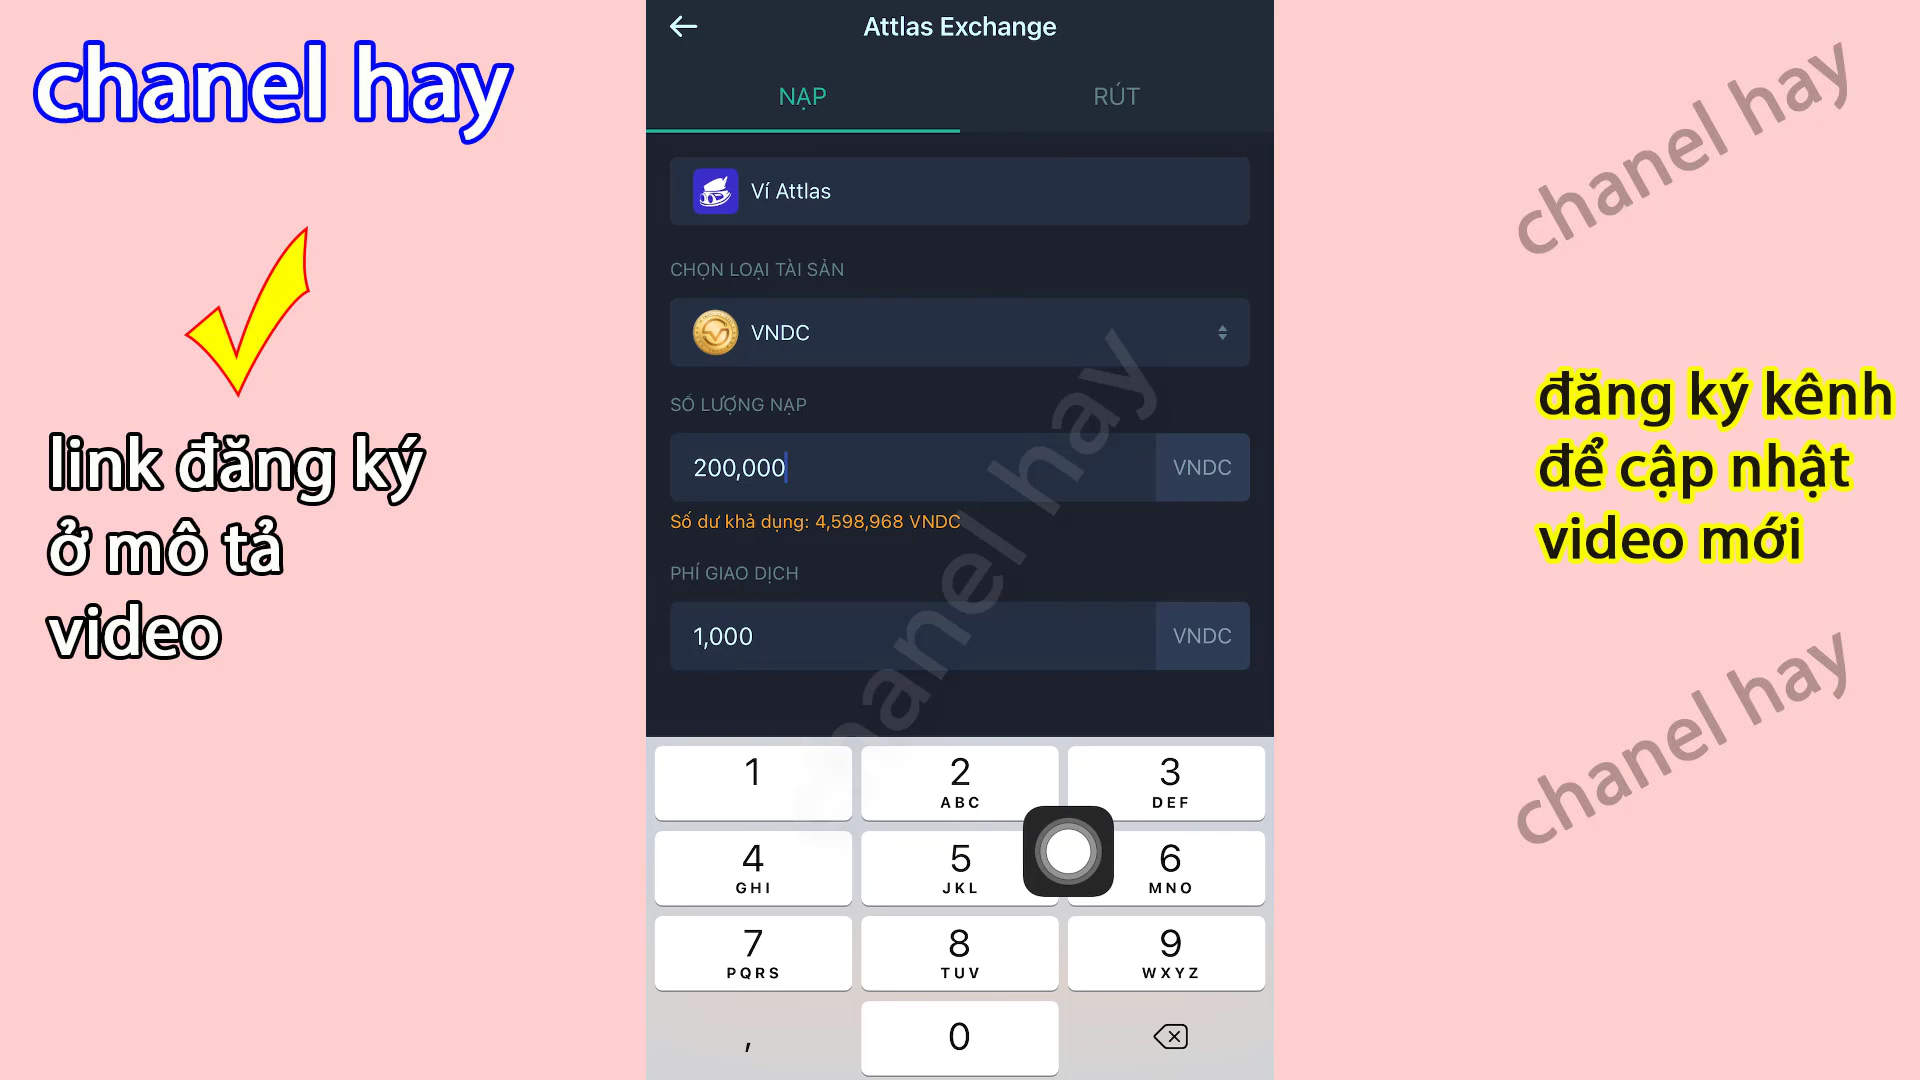 chanel hay
link đăng ký
ở mô tả
video
Attlas Exchange
NẠP
RÚT
Ví Attlas
CHỌN LOẠI TÀI SẢN
VNDC
SỐ LƯỢNG NẠP
200,000
VNDC
Số dư khả dụng: 4,598,968 VNDC
PHÍ GIAO DỊCH
1,000
VNDC
chanel hay
1
2
ABC
3
DEF
4
GHI
5
JKL
6
MNO
7
PQRS
8
TUV
9
WXYZ
,
0
chanel hay
đăng ký kênh
để cập nhật
video mới
chanel hay